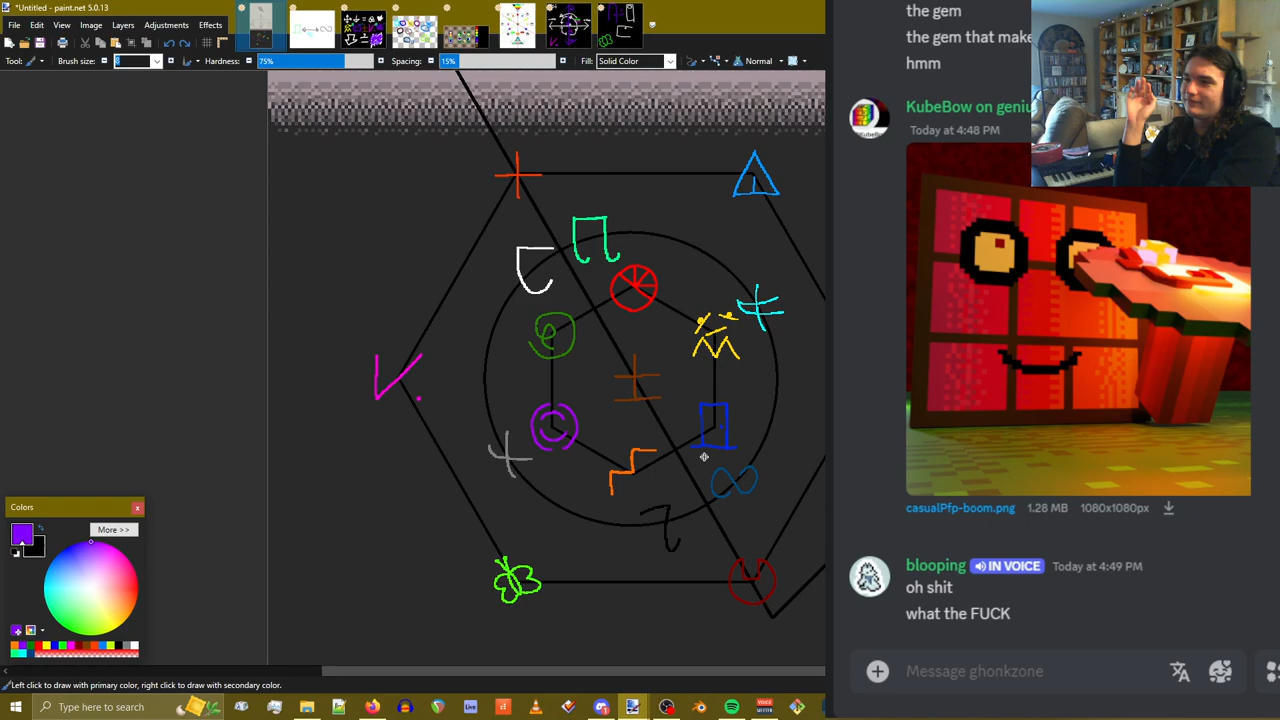 *Untitled - paint.net 5.0.13
File Edit View Image Layers Adjustments Effects
Tool: Brush size: Hardness: 75% Spacing: 15% Fill: Solid Color Normal
Colors
More >>
Left click to draw with primary color, right click to draw with secondary color.
Type here to search
Live
the gem
the gem that make
hmm
KubeBow on geniu
Today at 4:48 PM
casualPfp-boom.png 1.28 MB 1080x1080px
blooping IN VOICE Today at 4:49 PM
oh shit
what the FUCK
Message ghonkzone